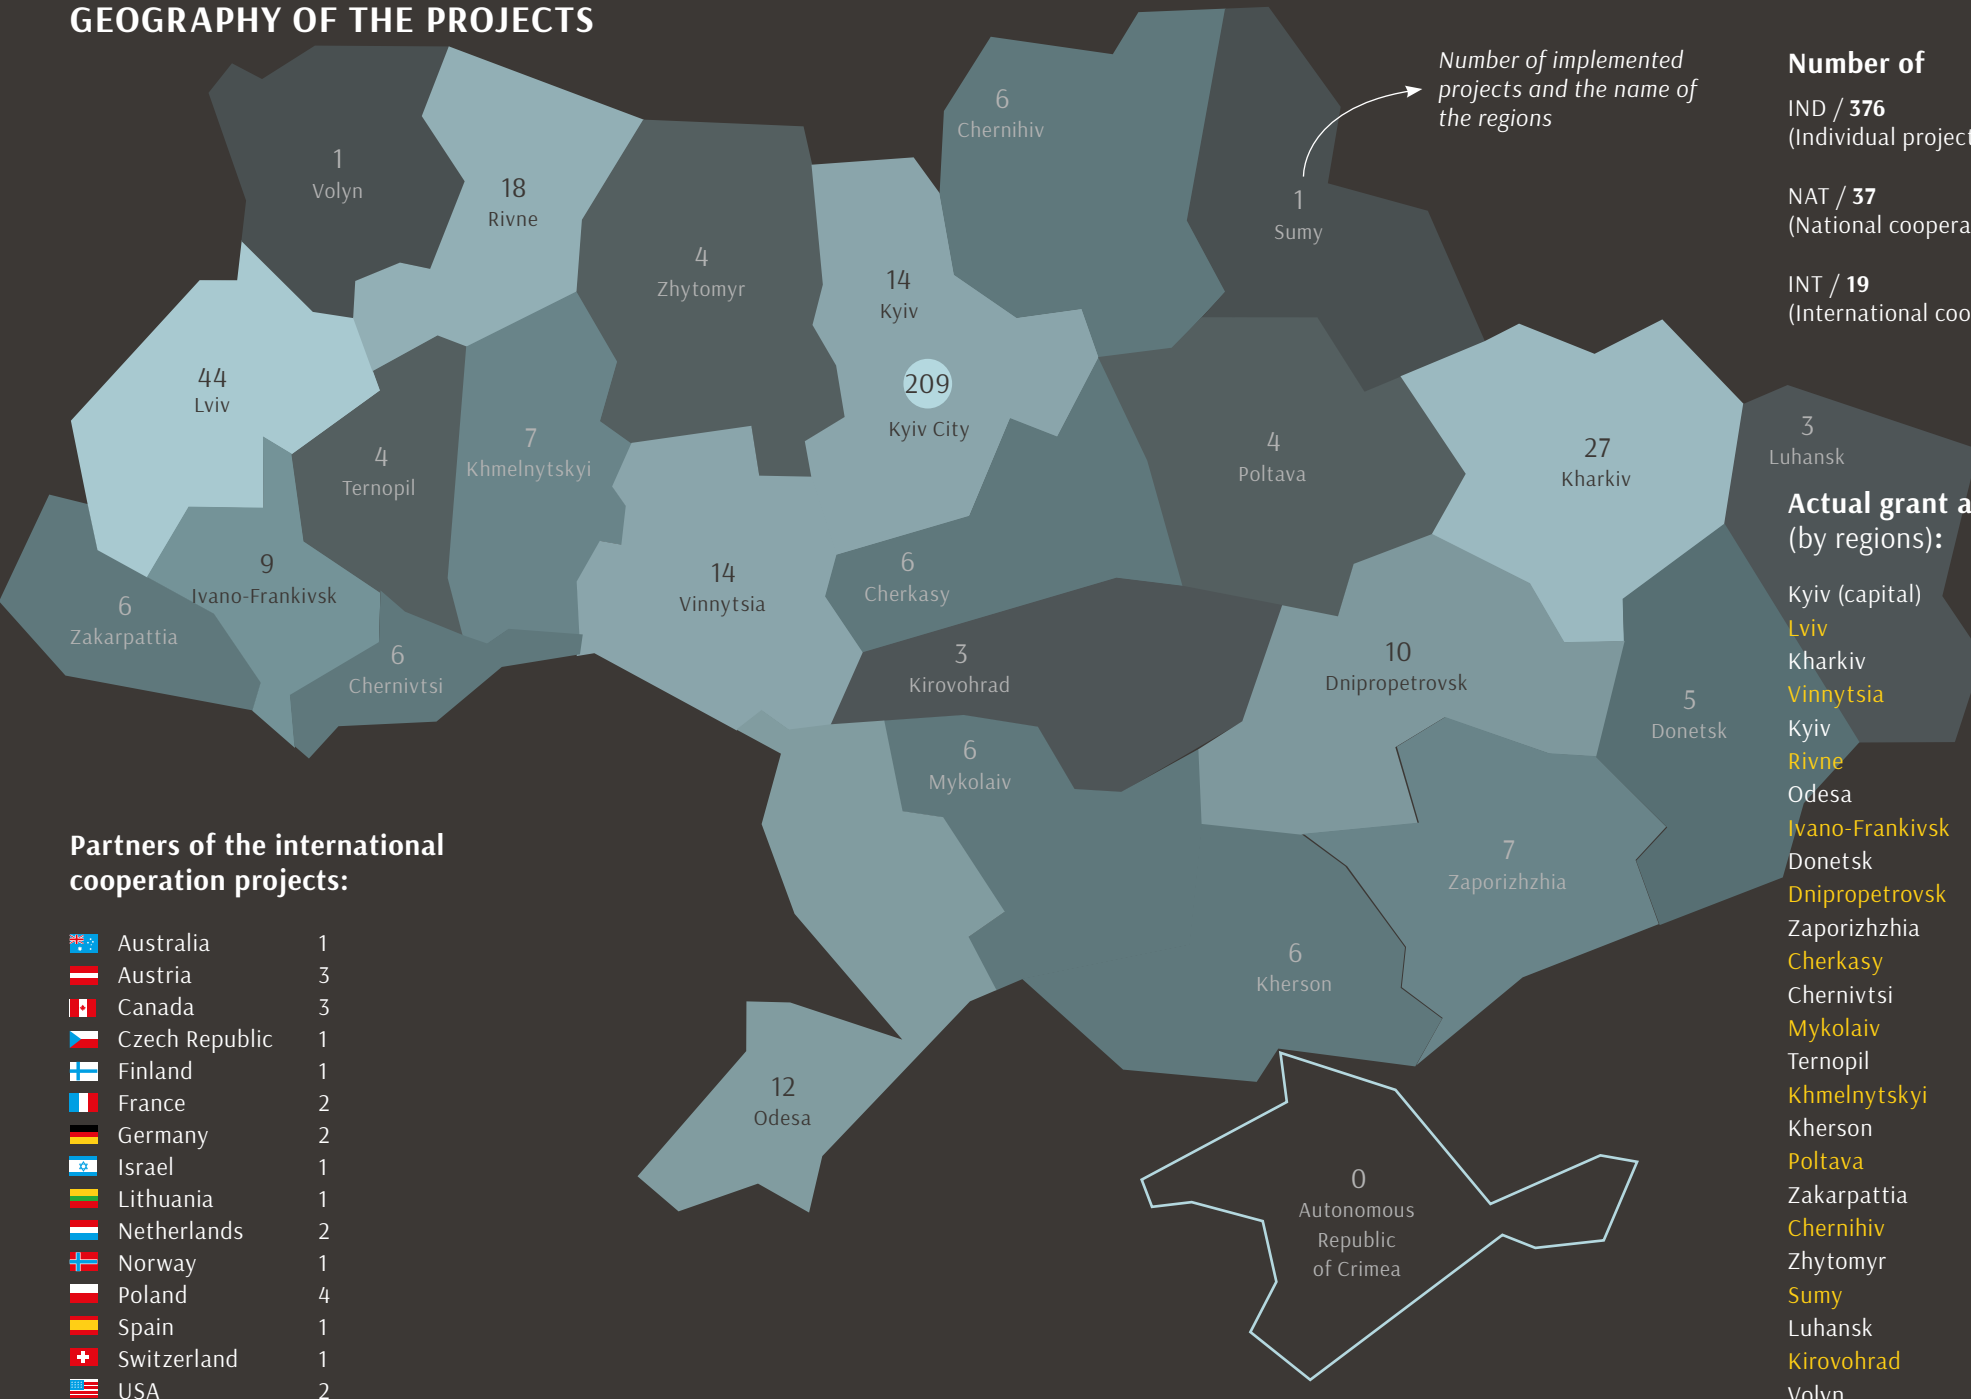 GEOGRAPHY OF THE PROJECTS
Number of implemented
projects and the name of
the regions
1
Volyn
18
Rivne
4
Zhytomyr
14
Kyiv
209
Kyiv City
6
Chernihiv
1
Sumy
44
Lviv
4
Ternopil
7
Khmelnytskyi
4
Poltava
27
Kharkiv
3
Luhansk
6
Zakarpattia
9
Ivano-Frankivsk
6
Chernivtsi
14
Vinnytsia
6
Cherkasy
3
Kirovohrad
10
Dnipropetrovsk
5
Donetsk
6
Mykolaiv
7
Zaporizhzhia
6
Kherson
12
Odesa
0
Autonomous
Republic
of Crimea
Partners of the international
cooperation projects:
Australia 1
Austria 3
Canada 3
Czech Republic 1
Finland 1
France 2
Germany 2
Israel 1
Lithuania 1
Netherlands 2
Norway 1
Poland 4
Spain 1
Switzerland 1
USA 2
Number of
IND / 376
(Individual project
NAT / 37
(National coopera
INT / 19
(International coo
Actual grant a
(by regions):
Kyiv (capital)
Lviv
Kharkiv
Vinnytsia
Kyiv
Rivne
Odesa
Ivano-Frankivsk
Donetsk
Dnipropetrovsk
Zaporizhzhia
Cherkasy
Chernivtsi
Mykolaiv
Ternopil
Khmelnytskyi
Kherson
Poltava
Zakarpattia
Chernihiv
Zhytomyr
Sumy
Luhansk
Kirovohrad
Volyn